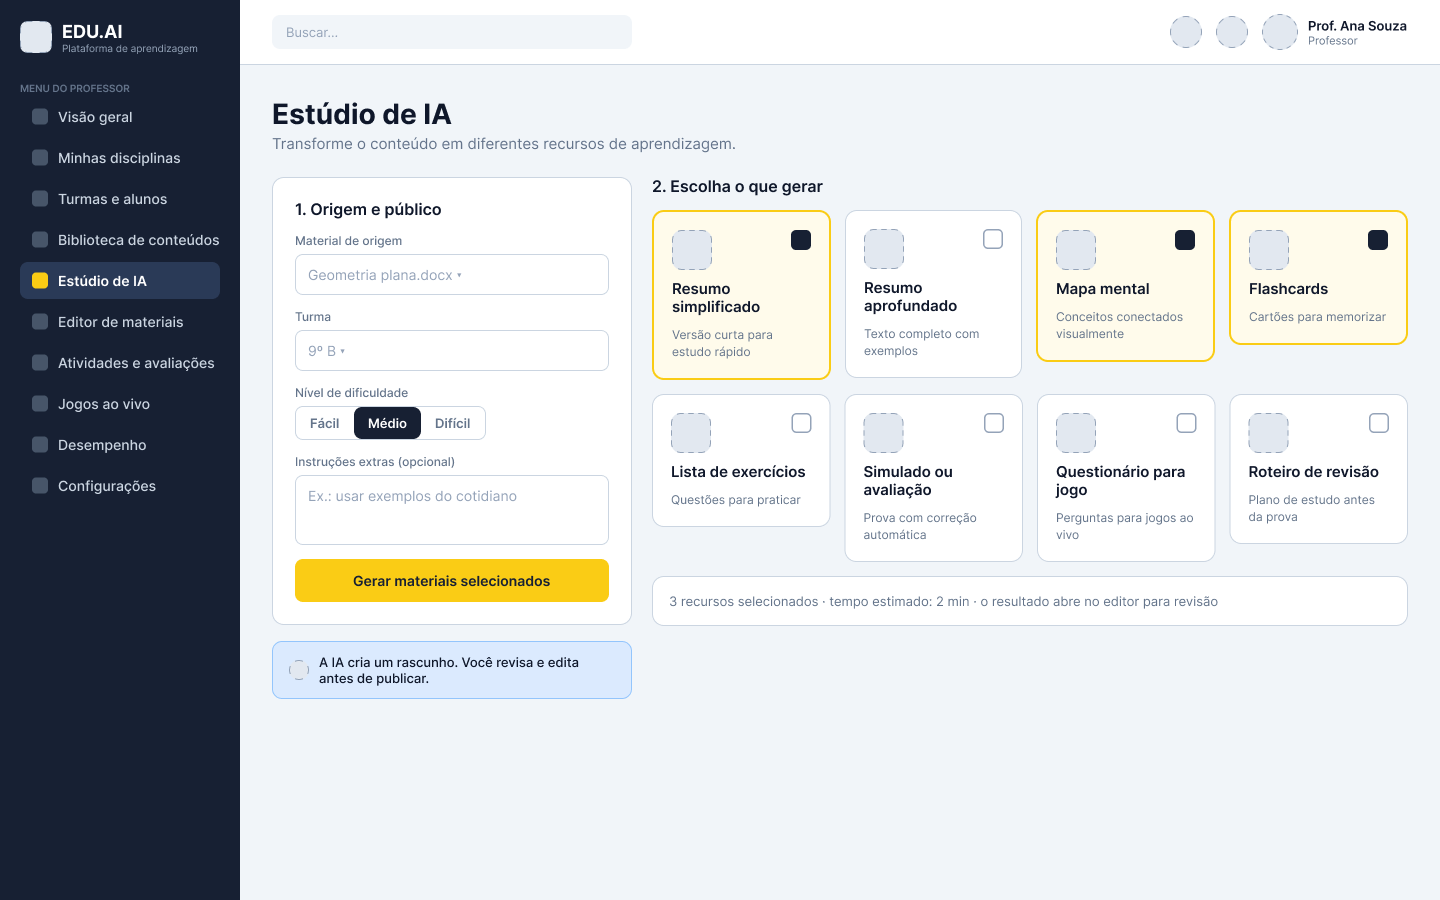 EDU.AI
Plataforma de aprendizagem
MENU DO PROFESSOR
Visão geral
Minhas disciplinas
Turmas e alunos
Biblioteca de conteúdos
Estúdio de IA
Editor de materiais
Atividades e avaliações
Jogos ao vivo
Desempenho
Configurações
Buscar...
Prof. Ana Souza
Professor
Estúdio de IA
Transforme o conteúdo em diferentes recursos de aprendizagem.
1. Origem e público
Material de origem
Geometria plana.docx ▾
Turma
9º B ▾
Nível de dificuldade
Fácil
Médio
Difícil
Instruções extras (opcional)
Ex.: usar exemplos do cotidiano
Gerar materiais selecionados
A IA cria um rascunho. Você revisa e edita
antes de publicar.
2. Escolha o que gerar
Resumo
simplificado
Versão curta para
estudo rápido
Resumo
aprofundado
Texto completo com
exemplos
Mapa mental
Conceitos conectados
visualmente
Flashcards
Cartões para memorizar
Lista de exercícios
Questões para praticar
Simulado ou
avaliação
Prova com correção
automática
Questionário para
jogo
Perguntas para jogos ao
vivo
Roteiro de revisão
Plano de estudo antes
da prova
3 recursos selecionados · tempo estimado: 2 min · o resultado abre no editor para revisão